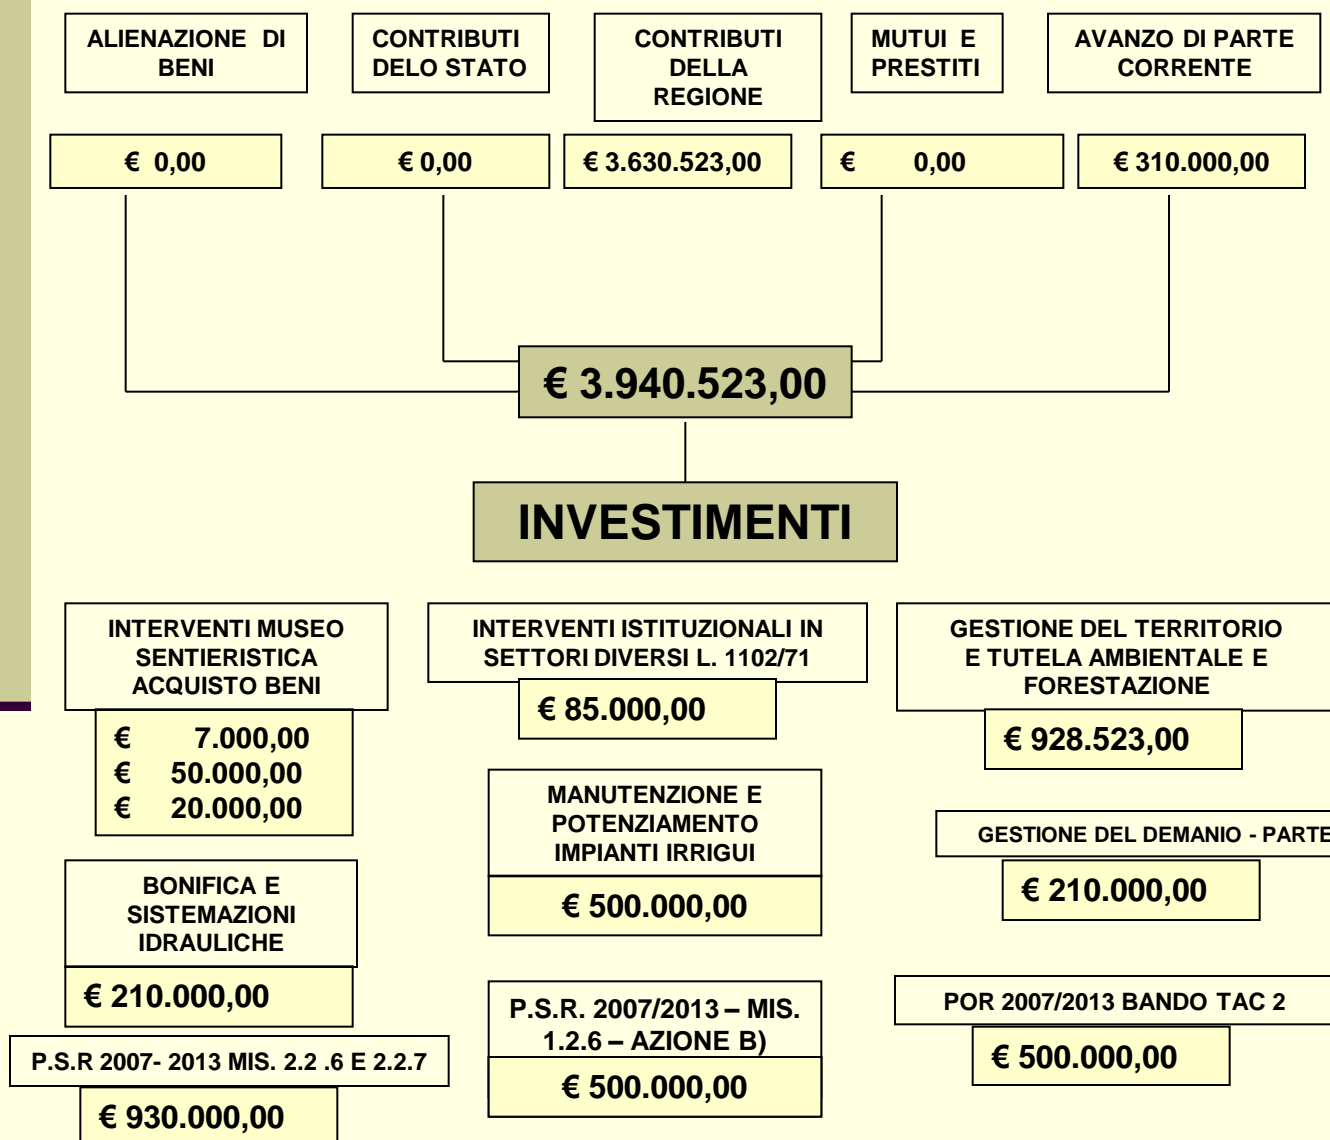 ALIENAZIONE DI
BENI
€ 0,00
CONTRIBUTI
DELO STATO
€ 0,00
CONTRIBUTI
DELLA
REGIONE
€ 3.630.523,00
MUTUI E
PRESTITI
€ 0,00
AVANZO DI PARTE
CORRENTE
€ 310.000,00
€ 3.940.523,00
INVESTIMENTI
INTERVENTI MUSEO
SENTIERISTICA
ACQUISTO BENI
€ 7.000,00
€ 50.000,00
€ 20.000,00
BONIFICA E
SISTEMAZIONI
IDRAULICHE
€ 210.000,00
P.S.R 2007- 2013 MIS. 2.2 .6 E 2.2.7
€ 930.000,00
INTERVENTI ISTITUZIONALI IN
SETTORI DIVERSI L. 1102/71
€ 85.000,00
MANUTENZIONE E
POTENZIAMENTO
IMPIANTI IRRIGUI
€ 500.000,00
P.S.R. 2007/2013 – MIS.
1.2.6 – AZIONE B)
€ 500.000,00
GESTIONE DEL TERRITORIO
E TUTELA AMBIENTALE E
FORESTAZIONE
€ 928.523,00
GESTIONE DEL DEMANIO - PARTE
€ 210.000,00
POR 2007/2013 BANDO TAC 2
€ 500.000,00